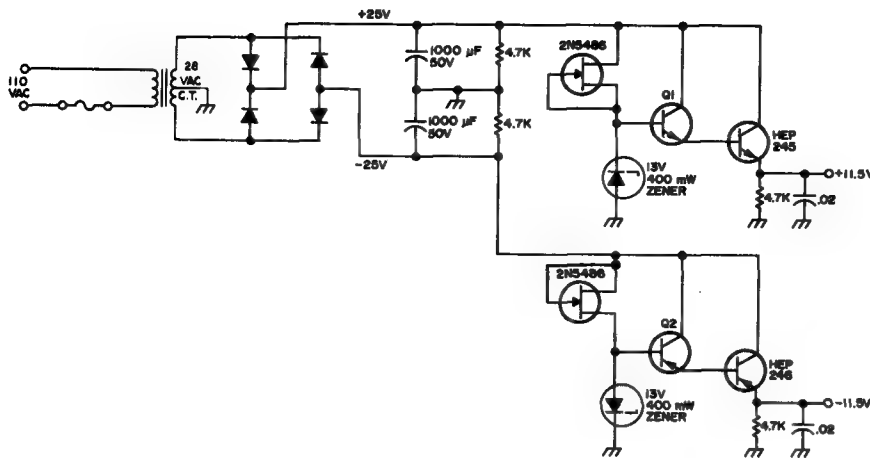 +25V
110
VAC
28
VAC
C.T.
1000 µF
50V
4.7K
1000 µF
50V
4.7K
-25V
2N5486
Q1
HEP
245
13V
400 mW
ZENER
+11.5V
4.7K
.02
2N5486
Q2
HEP
246
13V
400 mW
ZENER
-11.5V
4.7K
.02